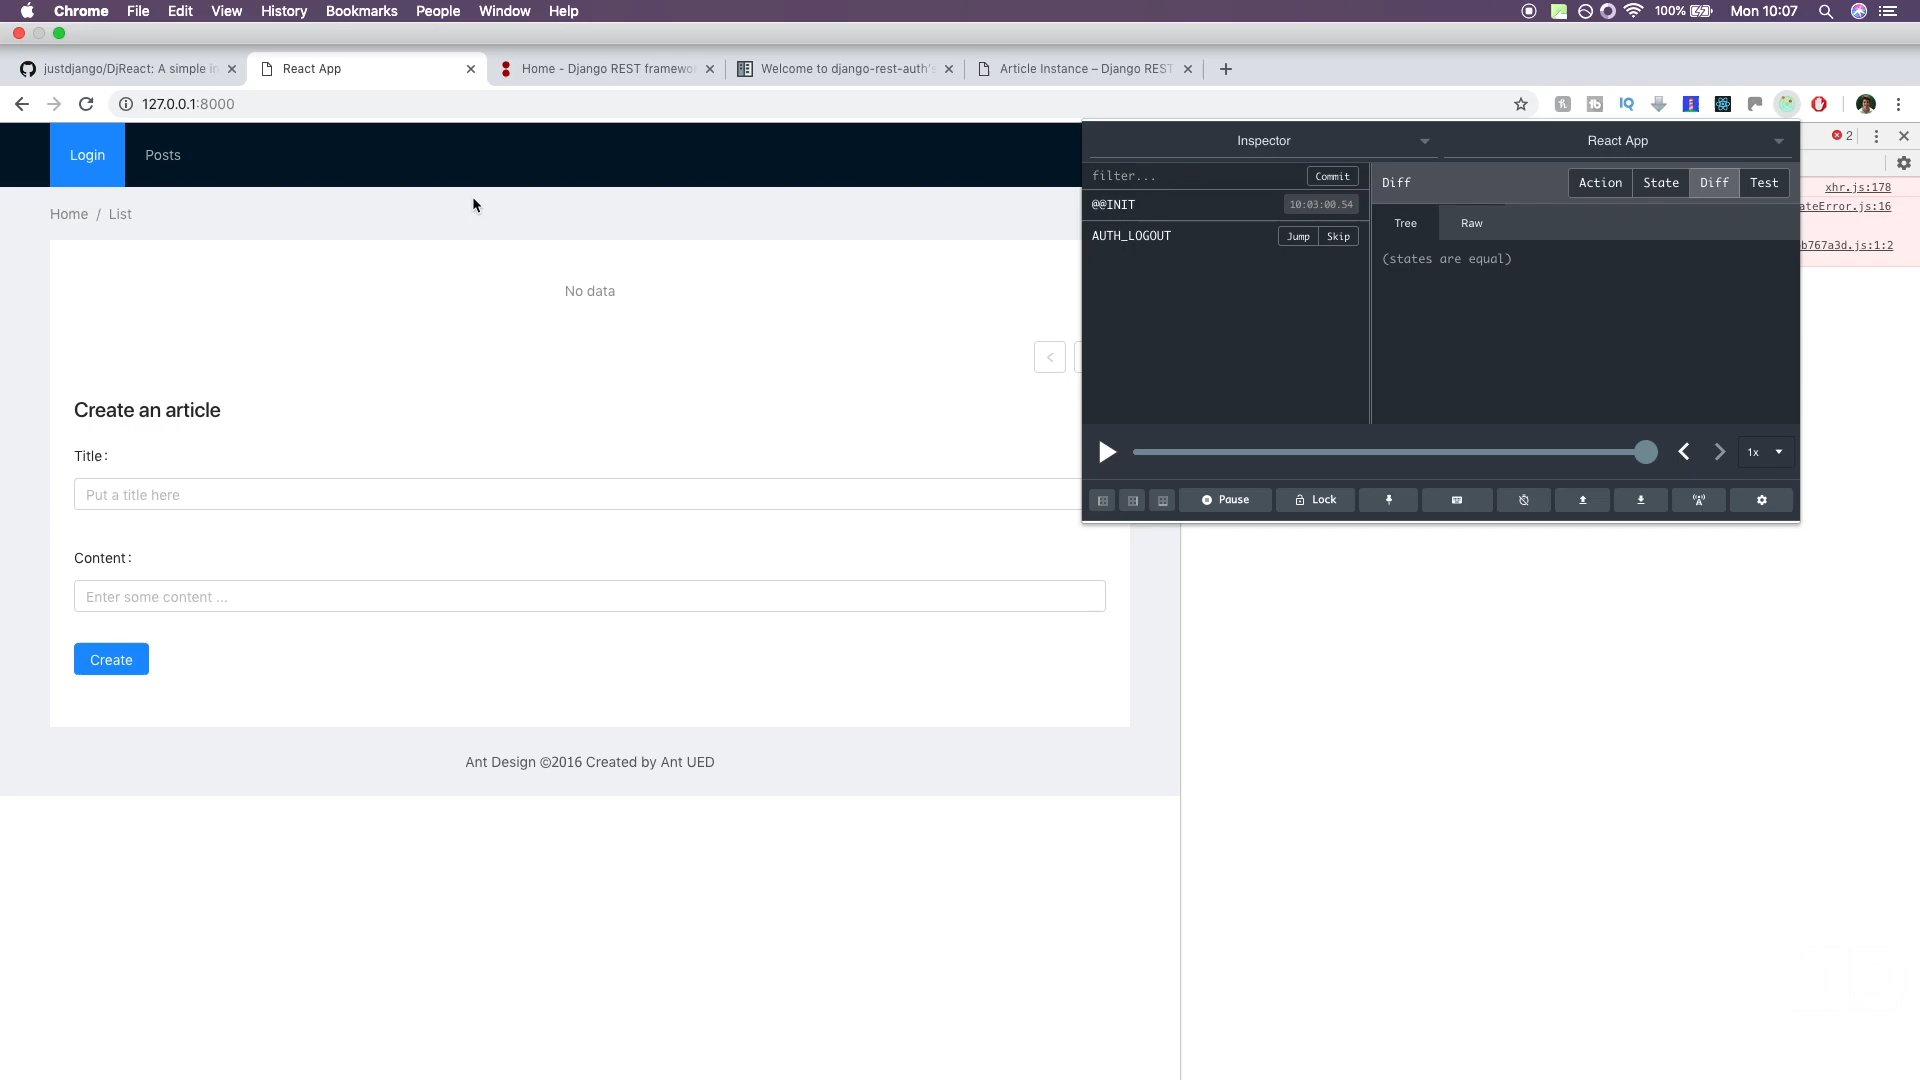 Chrome File Edit View History Bookmarks People Window Help 100% Mon 10:07
justdjango/DjReact: A simple in React App Home - Django REST framewo Welcome to django-rest-auth's Article Instance – Django REST
127.0.0.1:8000
Login Posts
Home / List
No data
Create an article
Title:
Put a title here
Content:
Enter some content ...
Create
Ant Design ©2016 Created by Ant UED
Inspector React App
filter... Commit
@@INIT 10:03:00.54
AUTH_LOGOUT Jump Skip
Diff Action State Diff Test
Tree Raw
(states are equal)
1x
Pause Lock
2
xhr.js:178
ateError.js:16
b767a3d.js:1:2